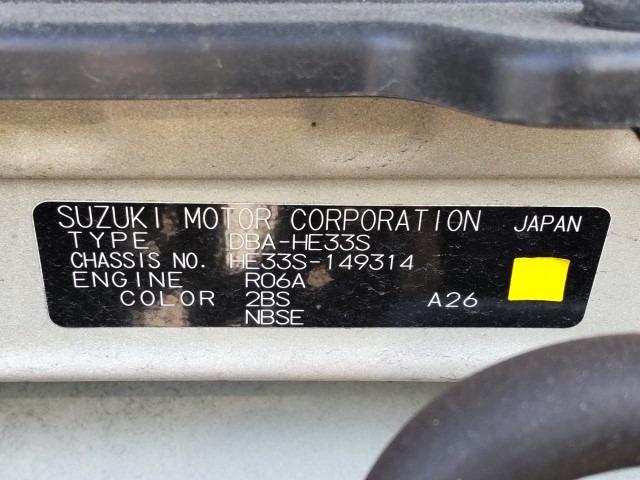 SUZUKI MOTOR CORPORATION JAPAN
TYPE DBA-HE33S
CHASSIS NO. HE33S-149314
ENGINE R06A
COLOR 2BS A26
NBSE